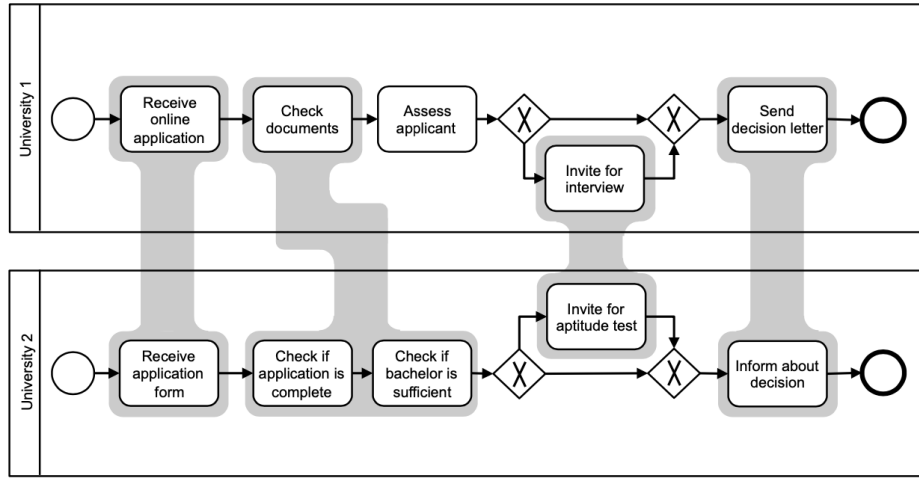 University 1
Receive
online
application
Check
documents
Assess
applicant
X
Invite for
interview
X
Send
decision letter
University 2
Receive
application
form
Check if
application is
complete
Check if
bachelor is
sufficient
X
Invite for
aptitude test
X
Inform about
decision